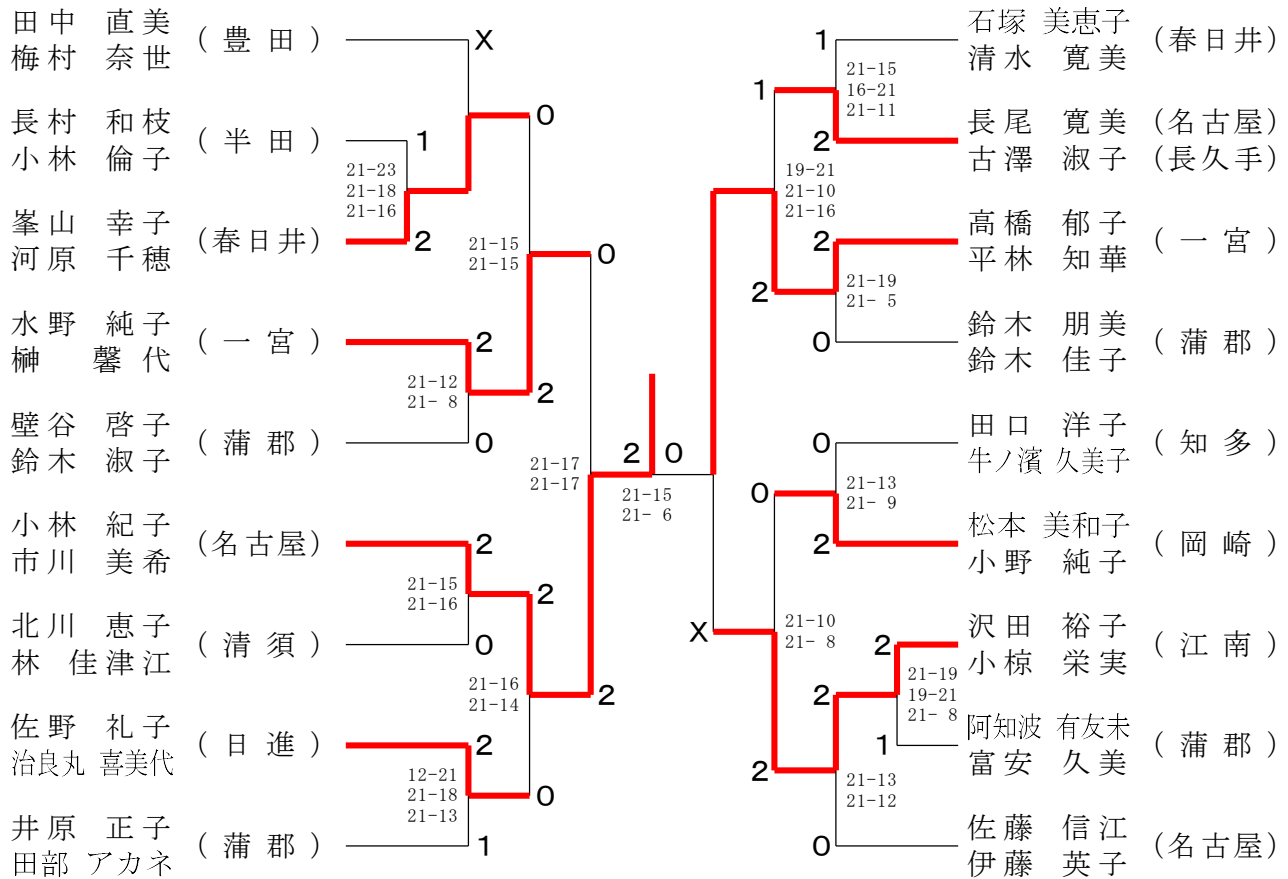 田中 直美
梅村 奈世
(豊田)
X
長村 和枝
小林 倫子
(半田)
1
21-23
21-18
21-16
0
峯山 幸子
河原 千穂
(春日井)
2
21-15
21-15
0
水野 純子
榊 馨代
(一宮)
2
21-12
21- 8
2
壁谷 啓子
鈴木 淑子
(蒲郡)
0
21-17
21-17
小林 紀子
市川 美希
(名古屋)
2
21-15
21-16
2
北川 恵子
林 佳津江
(清須)
0
21-16
21-14
2
佐野 礼子
治良丸 喜美代
(日進)
2
12-21
21-18
21-13
0
井原 正子
田部 アカネ
(蒲郡)
1
2
0
21-15
21- 6
1
石塚 美恵子
清水 寛美
(春日井)
21-15
16-21
21-11
1
2
長尾 寛美
古澤 淑子
(名古屋)
(長久手)
19-21
21-10
21-16
2
高橋 郁子
平林 知華
(一宮)
2
21-19
21- 5
0
鈴木 朋美
鈴木 佳子
(蒲郡)
0
田口 洋子
牛ノ濱 久美子
(知多)
0
21-13
21- 9
2
松本 美和子
小野 純子
(岡崎)
X
21-10
21- 8
2
沢田 裕子
小椋 栄実
(江南)
2
21-19
19-21
21- 8
1
阿知波 有友未
富安 久美
(蒲郡)
2
21-13
21-12
0
佐藤 信江
伊藤 英子
(名古屋)